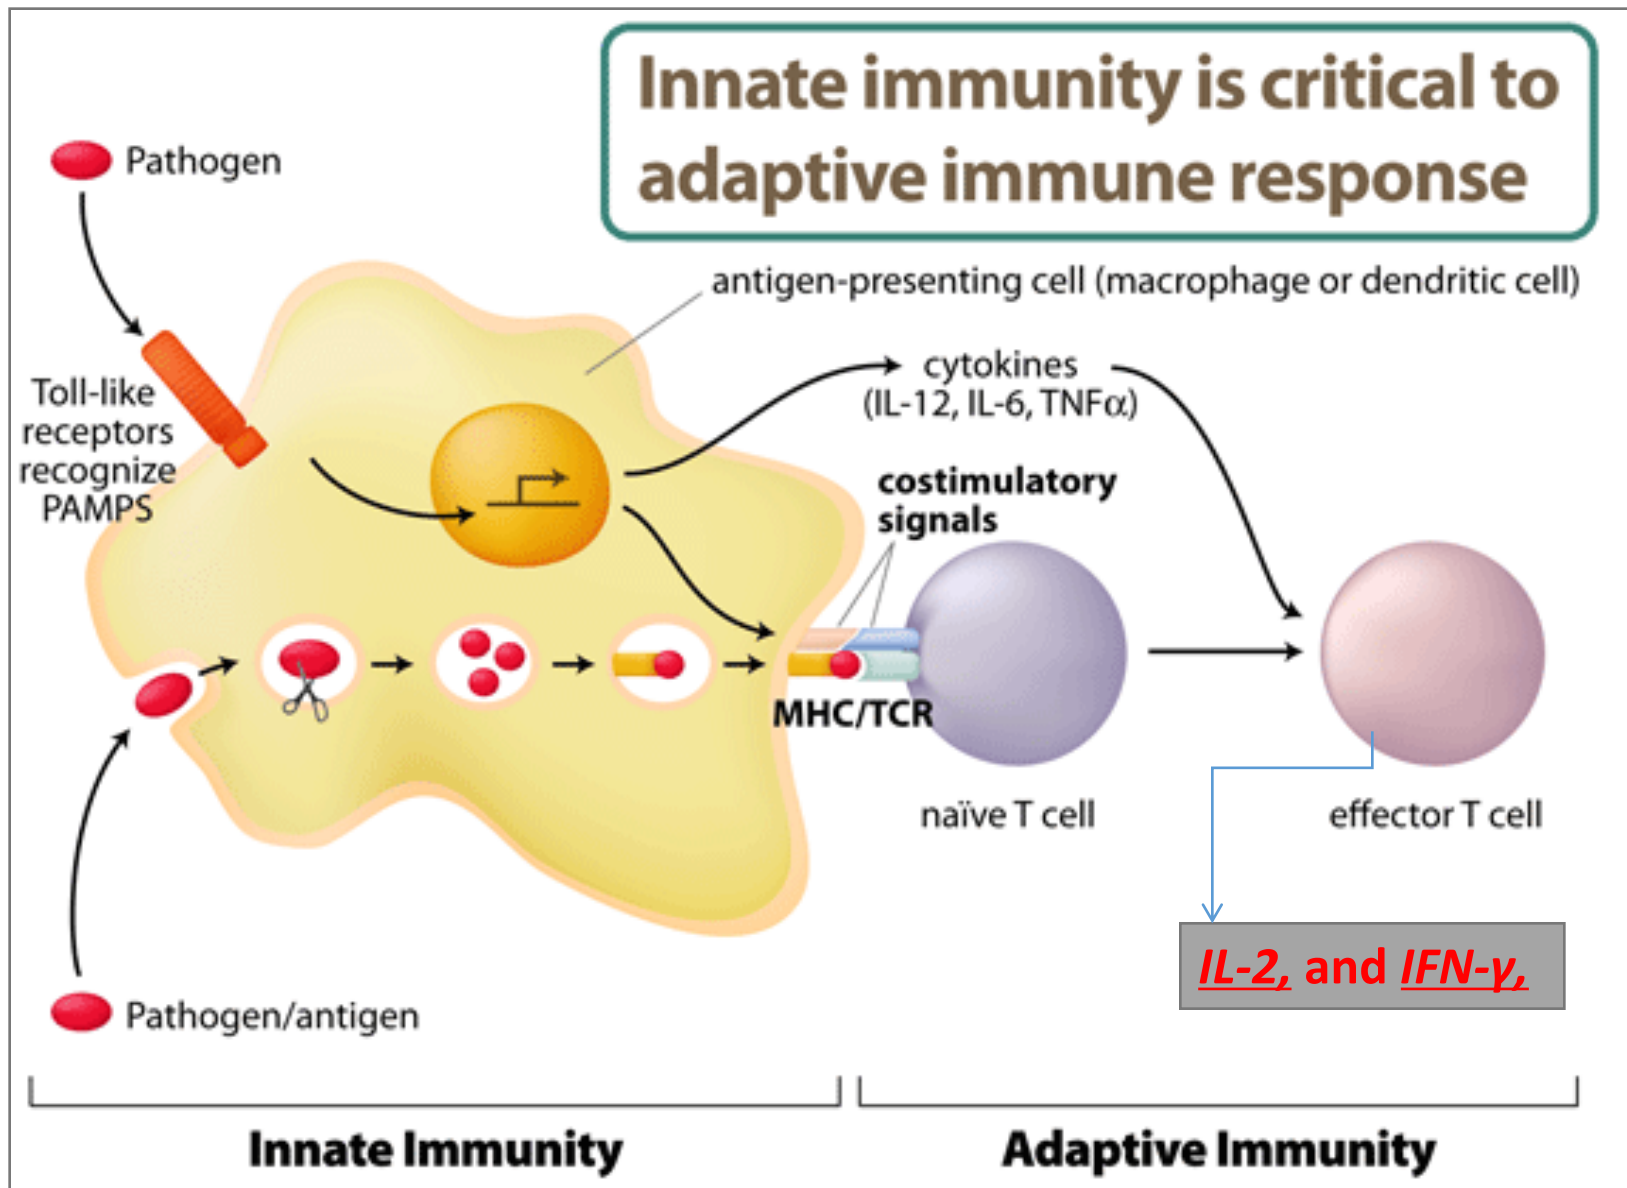 Innate immunity is critical to
adaptive immune response
Pathogen
antigen-presenting cell (macrophage or dendritic cell)
Toll-like
receptors
recognize
PAMPS
cytokines
(IL-12, IL-6, TNFα)
costimulatory
signals
MHC/TCR
naïve T cell
effector T cell
IL-2, and IFN-γ,
Pathogen/antigen
Innate Immunity
Adaptive Immunity